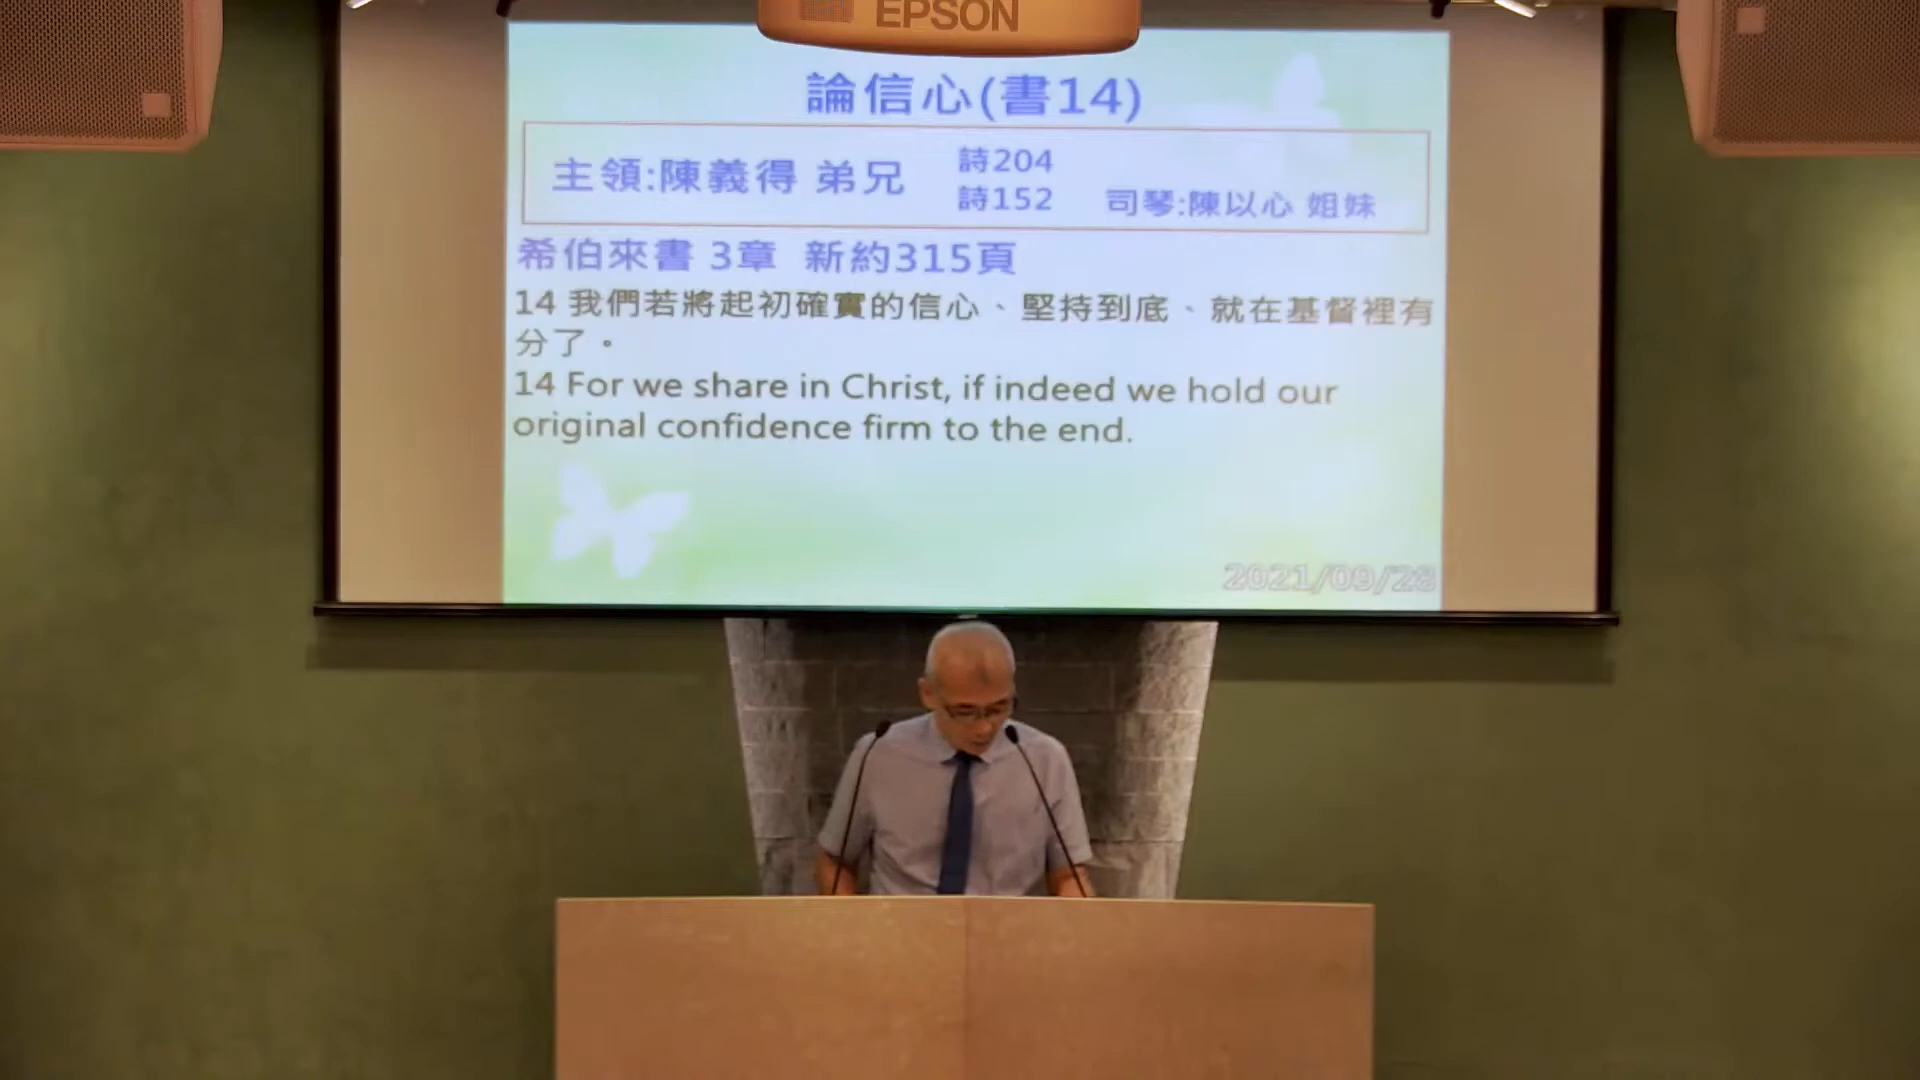 EPSON
論信心(書14)
主領:陳義得 弟兄
詩204
詩152
司琴:陳以心 姐妹
希伯來書 3章 新約315頁
14 我們若將起初確實的信心、堅持到底、就在基督裡有
分了。
14 For we share in Christ, if indeed we hold our
original confidence firm to the end.
2021/09/28